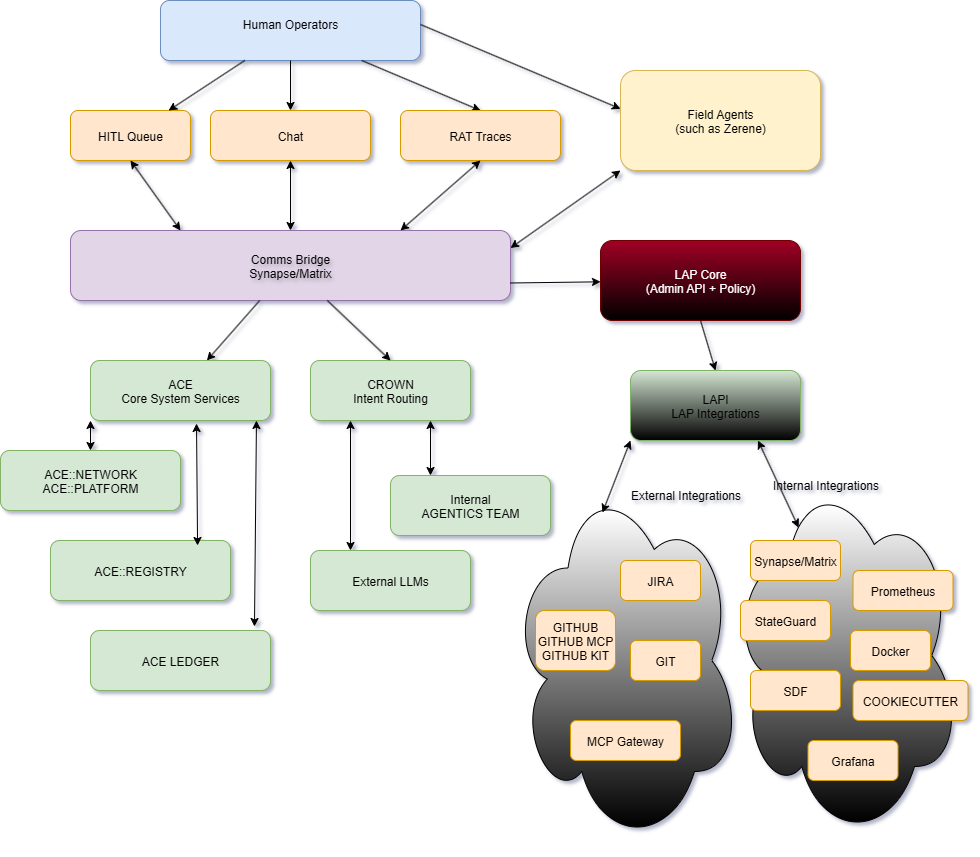 Human Operators
HITL Queue
Chat
RAT Traces
Field Agents
(such as Zerene)
Comms Bridge
Synapse/Matrix
LAP Core
(Admin API + Policy)
ACE
Core System Services
CROWN
Intent Routing
LAPI
LAP Integrations
ACE::NETWORK
ACE::PLATFORM
Internal
AGENTICS TEAM
External Integrations
Internal Integrations
ACE::REGISTRY
External LLMs
ACE LEDGER
JIRA
GITHUB
GITHUB MCP
GITHUB KIT
GIT
MCP Gateway
Synapse/Matrix
Prometheus
StateGuard
Docker
SDF
COOKIECUTTER
Grafana